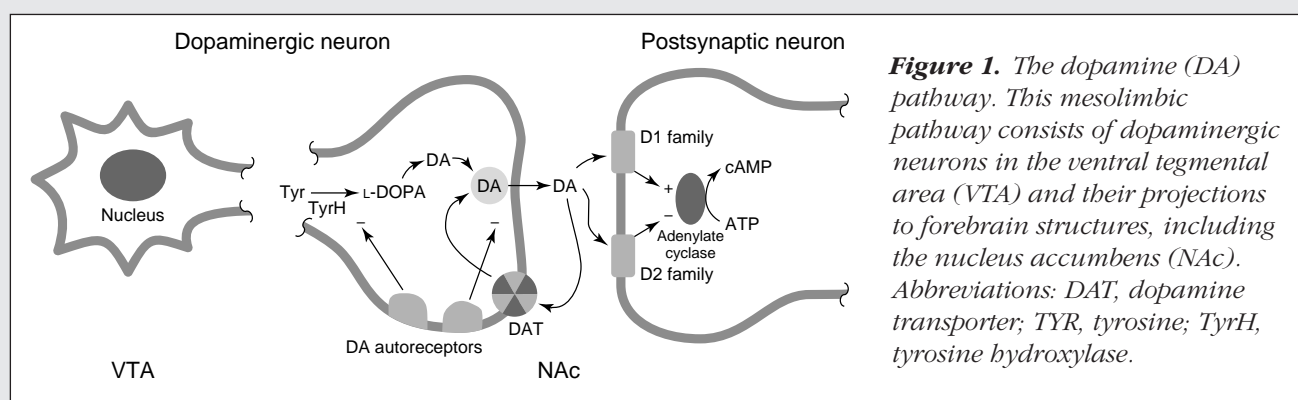 Dopaminergic neuron
Postsynaptic neuron
Nucleus
Tyr
TyrH
L-DOPA
DA
DA
DA
–
–
DA autoreceptors
DAT
D1 family
+
–
cAMP
ATP
Adenylate
cyclase
D2 family
VTA
NAc
Figure 1. The dopamine (DA)
pathway. This mesolimbic
pathway consists of dopaminergic
neurons in the ventral tegmental
area (VTA) and their projections
to forebrain structures, including
the nucleus accumbens (NAc).
Abbreviations: DAT, dopamine
transporter; TYR, tyrosine; TyrH,
tyrosine hydroxylase.